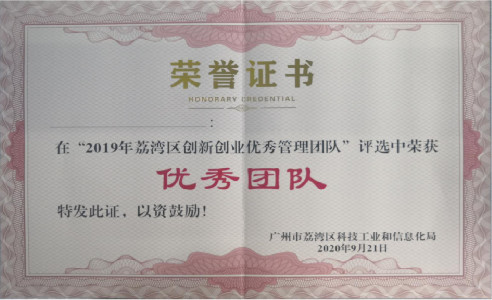 荣誉证书
HONORARY CREDENTIAL
:
在“2019年荔湾区创新创业优秀管理团队”评选中荣获
优秀团队
特发此证，以资鼓励！
广州市荔湾区科技工业和信息化局
2020年9月21日